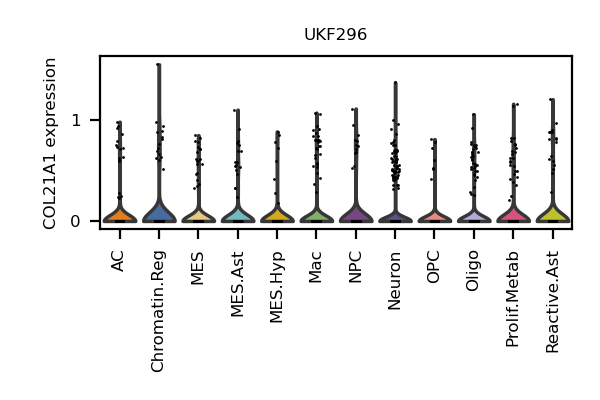 UKF296
COL21A1 expression
1
0
AC
Chromatin.Reg
MES
MES.Ast
MES.Hyp
Mac
NPC
Neuron
OPC
Oligo
Prolif.Metab
Reactive.Ast